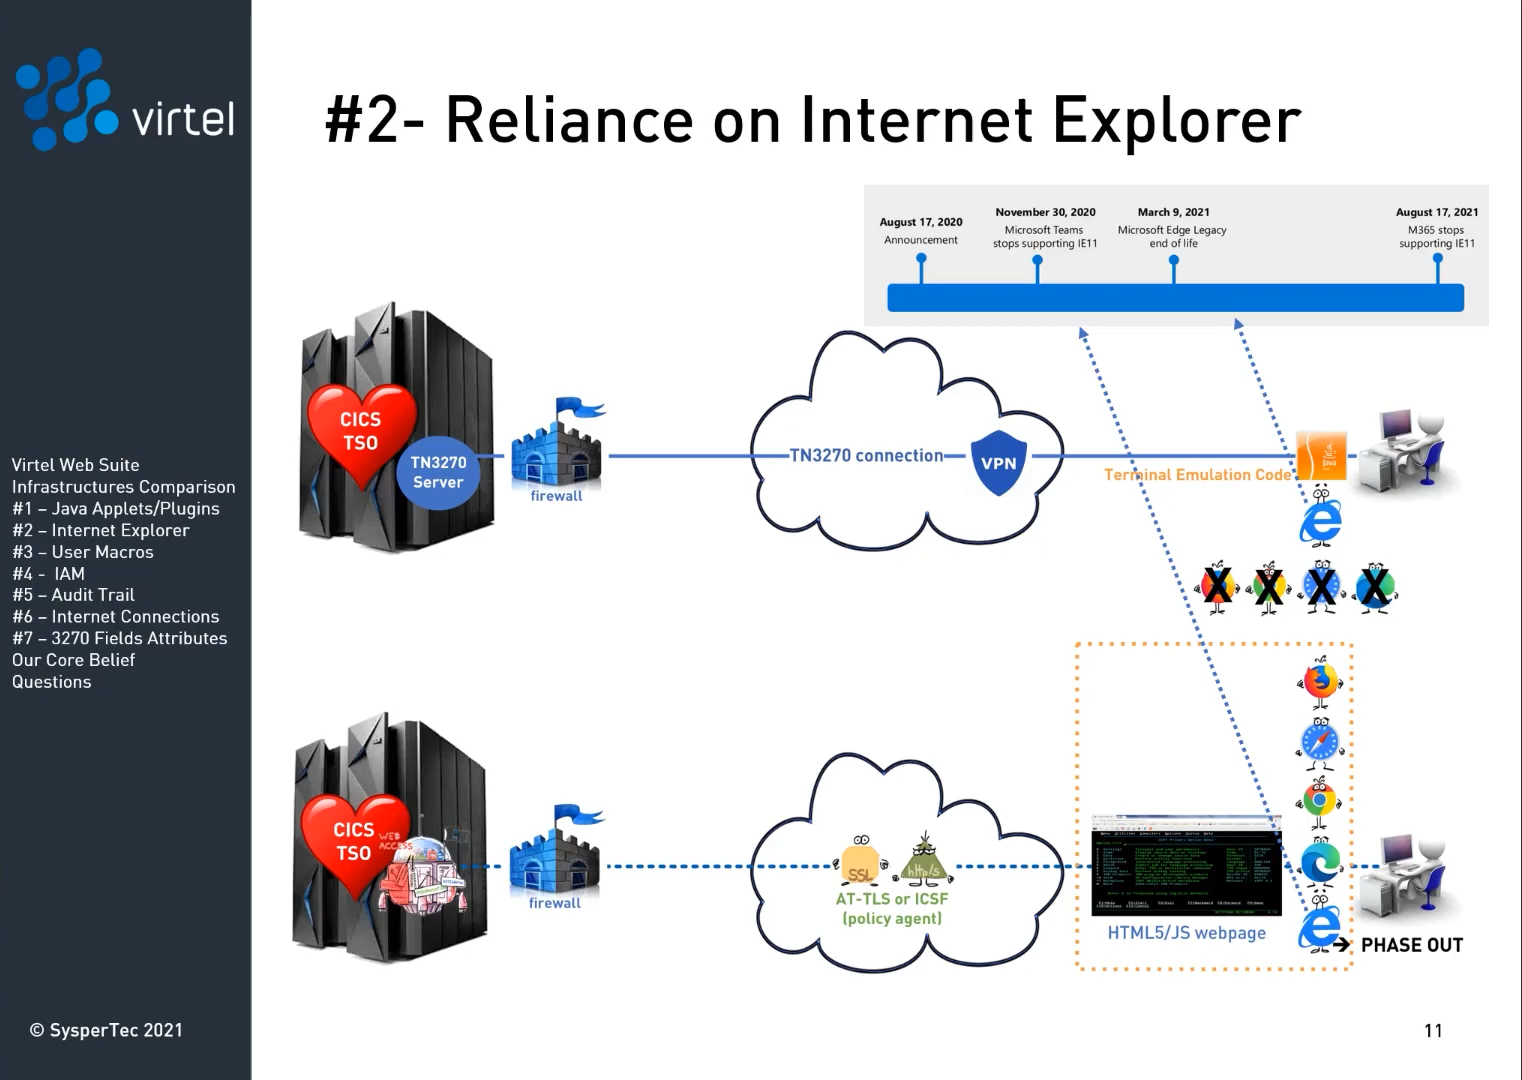 virtel
#2- Reliance on Internet Explorer
August 17, 2020
Announcement
November 30, 2020
Microsoft Teams
stops supporting IE11
March 9, 2021
Microsoft Edge Legacy
end of life
August 17, 2021
M365 stops
supporting IE11
CICS
TSO
TN3270
Server
firewall
TN3270 connection
VPN
Terminal Emulation Code
Java
X X X X
Virtel Web Suite
Infrastructures Comparison
#1 – Java Applets/Plugins
#2 – Internet Explorer
#3 – User Macros
#4 - IAM
#5 – Audit Trail
#6 – Internet Connections
#7 – 3270 Fields Attributes
Our Core Belief
Questions
CICS
TSO
WEB
ACCESS
firewall
SSL
http/s
AT-TLS or ICSF
(policy agent)
HTML5/JS webpage
➔ PHASE OUT
© SysperTec 2021
11